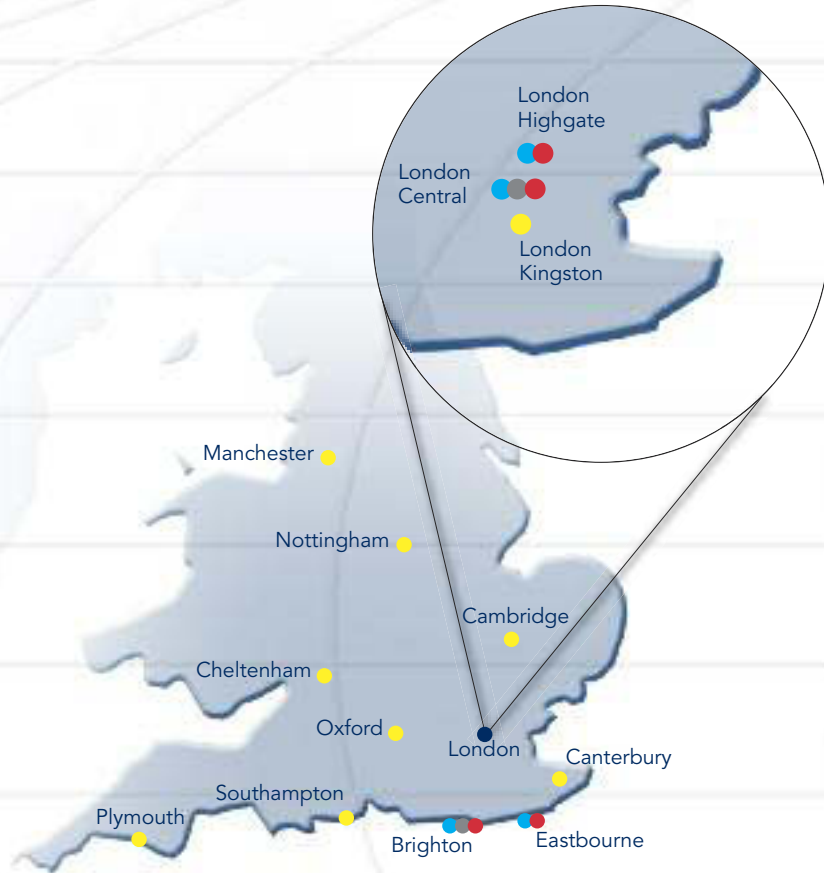 London
Highgate
London
Central
London
Kingston
Manchester
Nottingham
Cambridge
Cheltenham
Oxford
London
Canterbury
Southampton
Plymouth
Brighton
Eastbourne